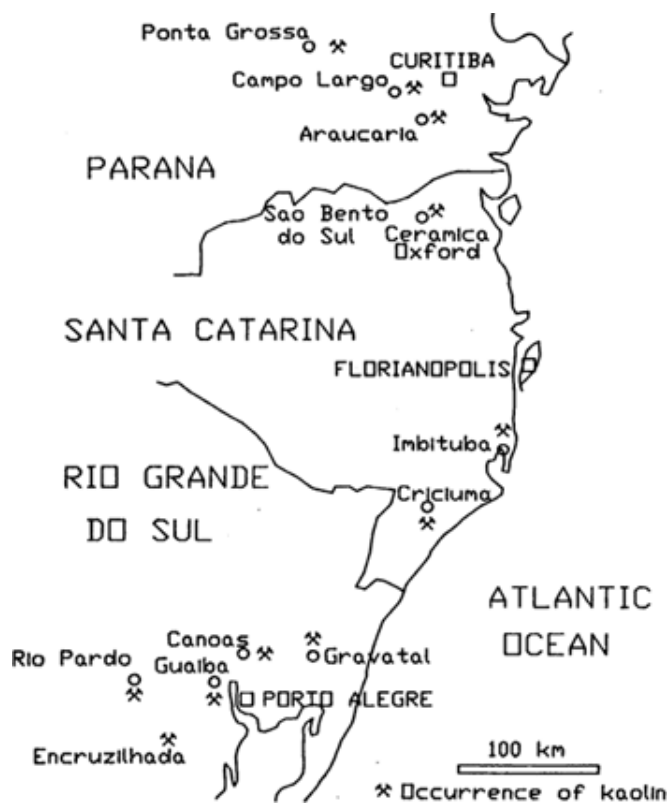 Ponta Grossa
CURITIBA
Campo Largo
Araucaria
PARANA
Sao Bento
do Sul
Ceramica
Oxford
SANTA CATARINA
FLORIANOPOLIS
Imbituba
RIO GRANDE
DO SUL
Criciuma
ATLANTIC
OCEAN
Canoas
Rio Pardo
Guaiba
Gravatal
PORTO ALEGRE
Encruzilhada
100 km
Occurrence of kaolin